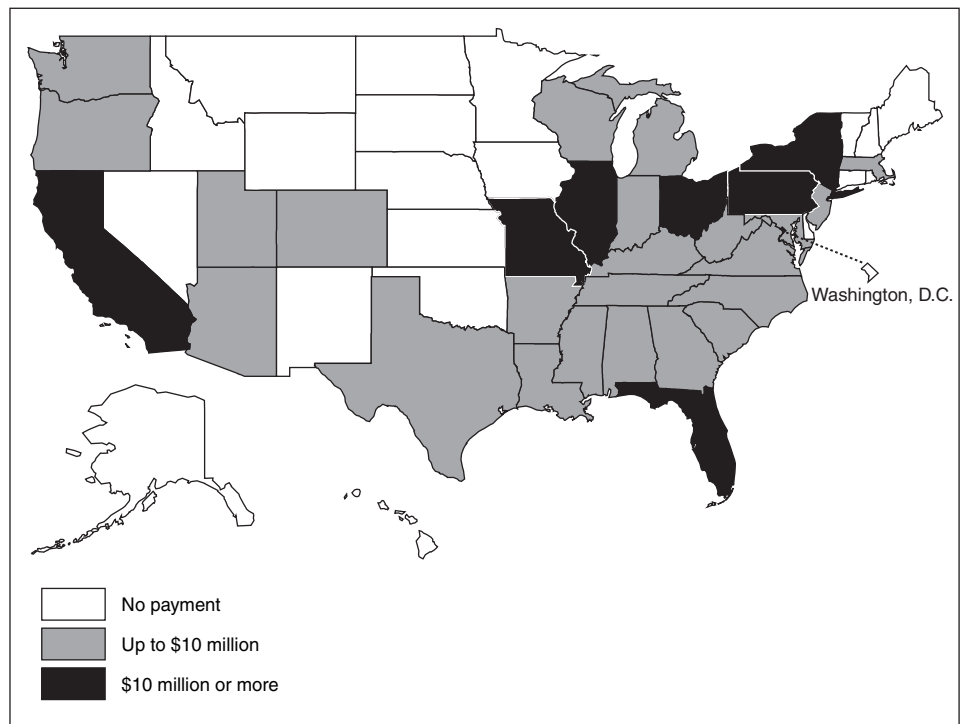 Washington, D.C.
No payment
Up to $10 million
$10 million or more